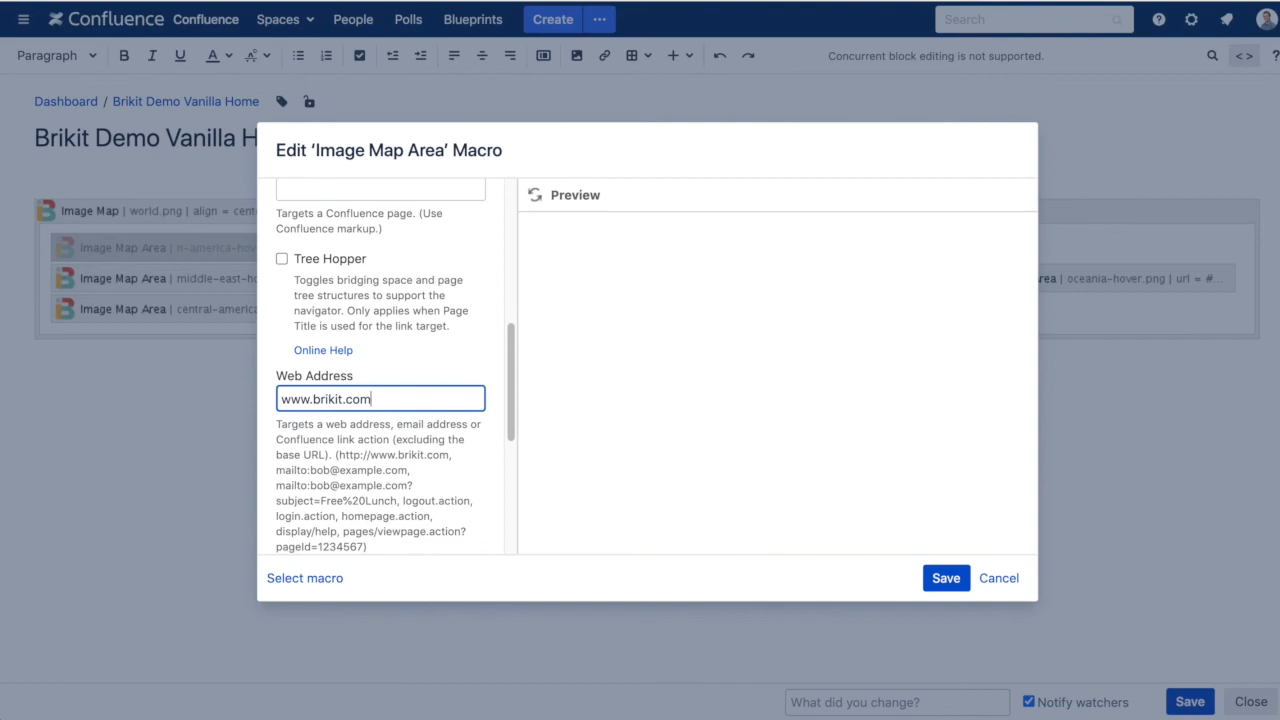 Confluence Confluence Spaces People Polls Blueprints Create ··· Search
Paragraph B I U A Concurrent block editing is not supported. < > ?
Dashboard / Brikit Demo Vanilla Home
Brikit Demo Vanilla H
Edit ‘Image Map Area’ Macro
Image Map | world.png | align = cent
Image Map Area | n-america-hov
Image Map Area | middle-east-ho
rea | oceania-hover.png | url = #...
Image Map Area | central-america
Targets a Confluence page. (Use
Confluence markup.)
Tree Hopper
Toggles bridging space and page
tree structures to support the
navigator. Only applies when Page
Title is used for the link target.
Online Help
Web Address
www.brikit.com
Targets a web address, email address or
Confluence link action (excluding the
base URL). (http://www.brikit.com,
mailto:bob@example.com,
mailto:bob@example.com?
subject=Free%20Lunch, logout.action,
login.action, homepage.action,
display/help, pages/viewpage.action?
pageId=1234567)
Preview
Select macro
Save Cancel
What did you change? Notify watchers Save Close